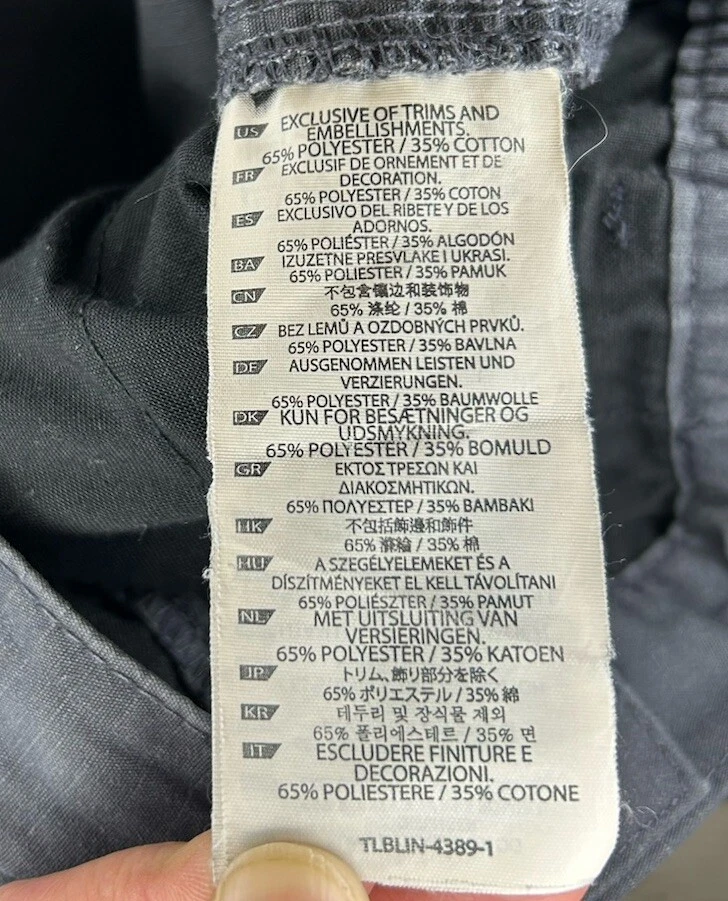 US EXCLUSIVE OF TRIMS AND
EMBELLISHMENTS.
65% POLYESTER / 35% COTTON
FR EXCLUSIF DE ORNEMENT ET DE
DECORATION.
65% POLYESTER / 35% COTON
ES EXCLUSIVO DEL RIBETE Y DE LOS
ADORNOS.
65% POLIÉSTER / 35% ALGODÓN
BA IZUZETNE PRESVLAKE I UKRASI.
65% POLIESTER / 35% PAMUK
CN 不包含镶边和装饰物
65% 涤纶 / 35% 棉
CZ BEZ LEMŮ A OZDOBNÝCH PRVKŮ.
65% POLYESTER / 35% BAVLNA
DE AUSGENOMMEN LEISTEN UND
VERZIERUNGEN.
65% POLYESTER / 35% BAUMWOLLE
DK KUN FOR BESÆTNINGER OG
UDSMYKNING.
65% POLYESTER / 35% BOMULD
GR ΕΚΤΟΣ ΤΡΕΣΩΝ ΚΑΙ
ΔΙΑΚΟΣΜΗΤΙΚΩΝ.
65% ΠΟΛΥΕΣΤΕΡ / 35% ΒΑΜΒΑΚΙ
HK 不包括飾邊和飾件
65% 滌綸 / 35% 棉
HU A SZEGÉLYELEMEKET ÉS A
DÍSZÍTMÉNYEKET EL KELL TÁVOLÍTANI
65% POLIÉSZTER / 35% PAMUT
NL MET UITSLUITING VAN
VERSIERINGEN.
65% POLYESTER / 35% KATOEN
JP トリム、飾り部分を除く
65% ポリエステル / 35% 綿
KR 테두리 및 장식물 제외
65% 폴리에스테르 / 35% 면
IT ESCLUDERE FINITURE E
DECORAZIONI.
65% POLIESTERE / 35% COTONE
TLBLIN-4389-1